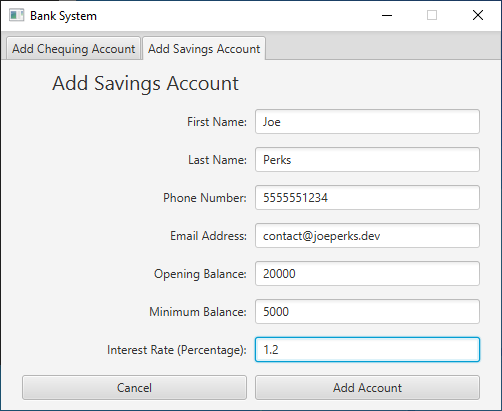 Bank System
Add Chequing Account
Add Savings Account
Add Savings Account
First Name: Joe
Last Name: Perks
Phone Number: 5555551234
Email Address: contact@joeperks.dev
Opening Balance: 20000
Minimum Balance: 5000
Interest Rate (Percentage): 1.2
Cancel
Add Account